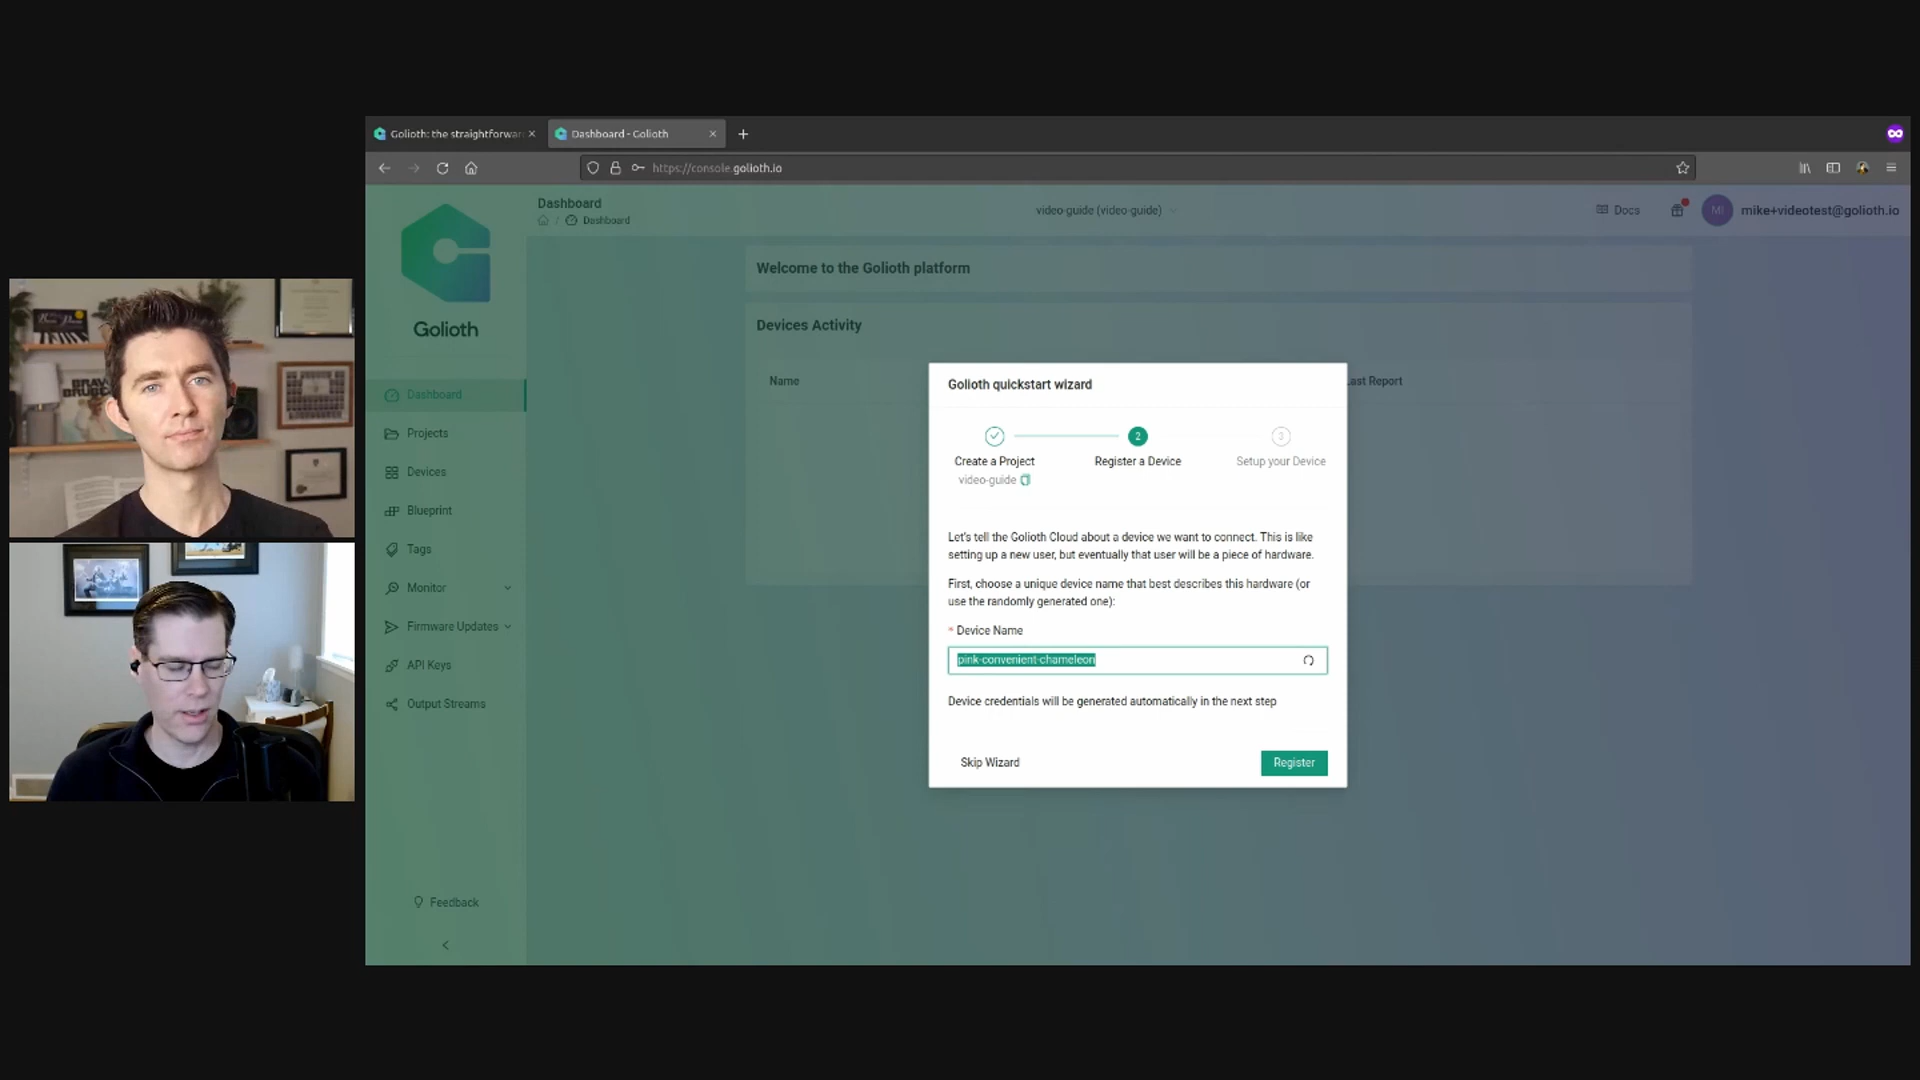 Golioth: the straightforwar
Dashboard - Golioth
https://console.golioth.io
Golioth
Dashboard
Projects
Devices
Blueprint
Tags
Monitor
Firmware Updates
API Keys
Output Streams
Feedback
Dashboard
/ Dashboard
video-guide (video-guide)
Docs
MI
mike+videotest@golioth.io
Welcome to the Golioth platform
Devices Activity
Name
Last Report
Golioth quickstart wizard
2
3
Create a Project
Register a Device
Setup your Device
video-guide
Let's tell the Golioth Cloud about a device we want to connect. This is like
setting up a new user, but eventually that user will be a piece of hardware.
First, choose a unique device name that best describes this hardware (or
use the randomly generated one):
* Device Name
pink-convenient-chameleon
Device credentials will be generated automatically in the next step
Skip Wizard
Register